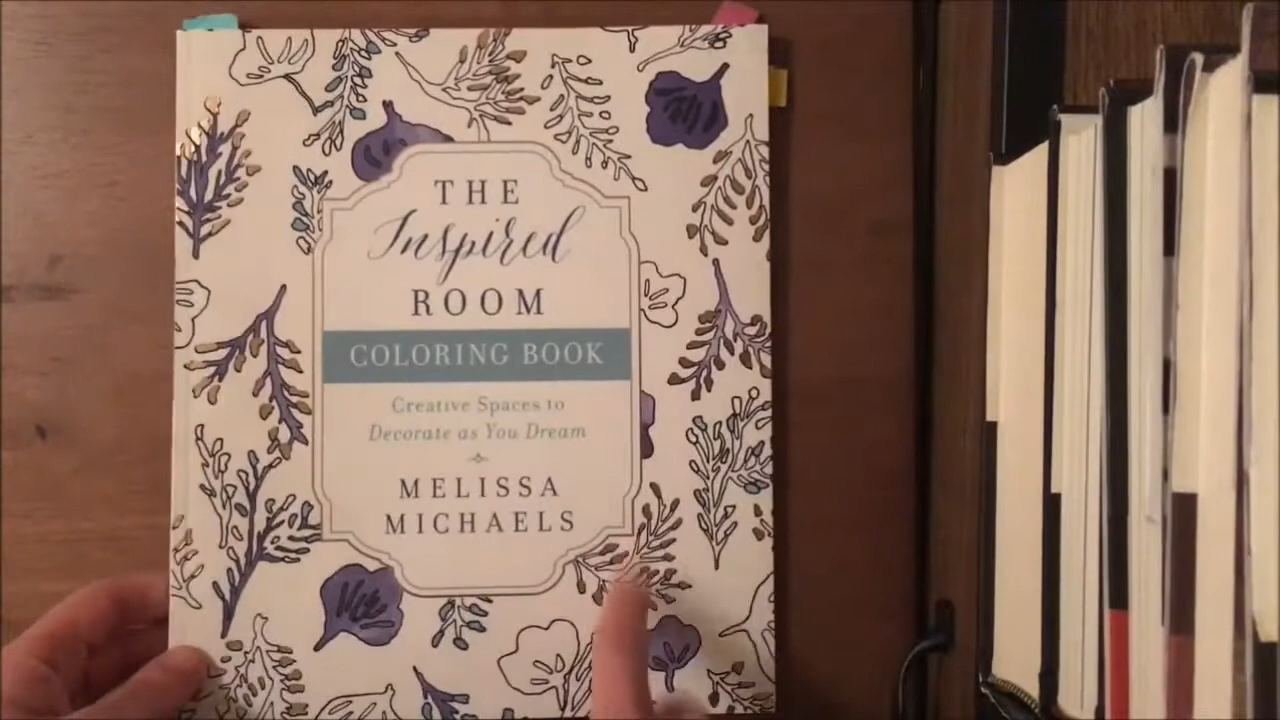 THE
Inspired
ROOM
COLORING BOOK
Creative Spaces to
Decorate as You Dream
MELISSA
MICHAELS